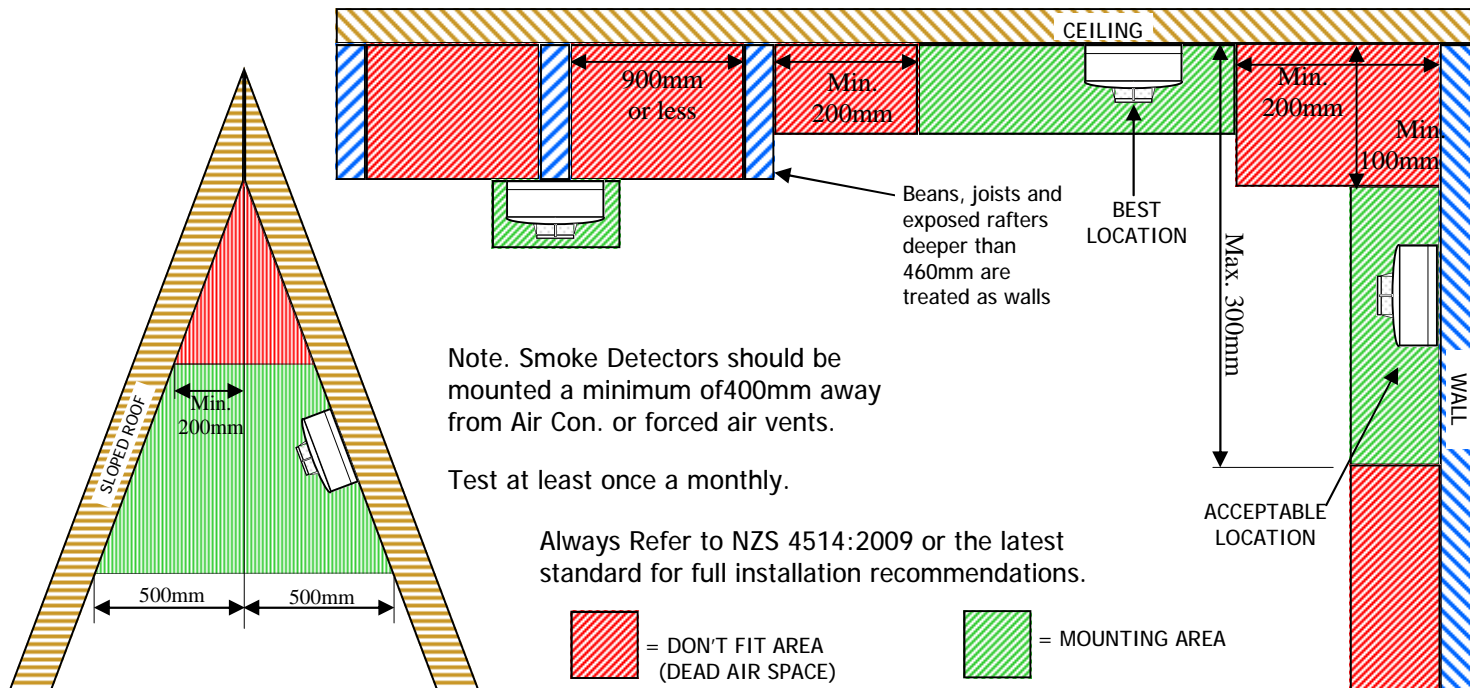 CEILING
900mm
or less
Min.
200mm
Min.
200mm
Min.
100mm
Beans, joists and
exposed rafters
deeper than
460mm are
treated as walls
BEST
LOCATION
Max. 300mm
WALL
Note. Smoke Detectors should be
mounted a minimum of400mm away
from Air Con. or forced air vents.
Min.
200mm
SLOPED ROOF
Test at least once a monthly.
ACCEPTABLE
LOCATION
Always Refer to NZS 4514:2009 or the latest
standard for full installation recommendations.
500mm
500mm
= DON'T FIT AREA
(DEAD AIR SPACE)
= MOUNTING AREA